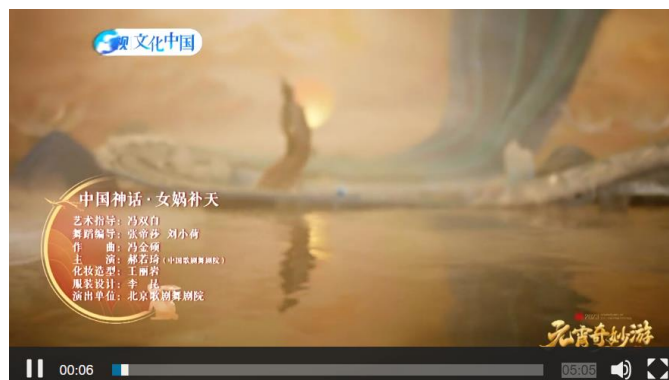 视 文化中国
中国神话·女娲补天
艺术指导：冯双白
舞蹈编导：张帝莎 刘小荷
作 曲：冯金硕
主 演：郝若琦（中国歌剧舞剧院）
化妆造型：王丽岩
服装设计：李 昆
演出单位：北京歌剧舞剧院
元宵奇妙游
00:06
05:05